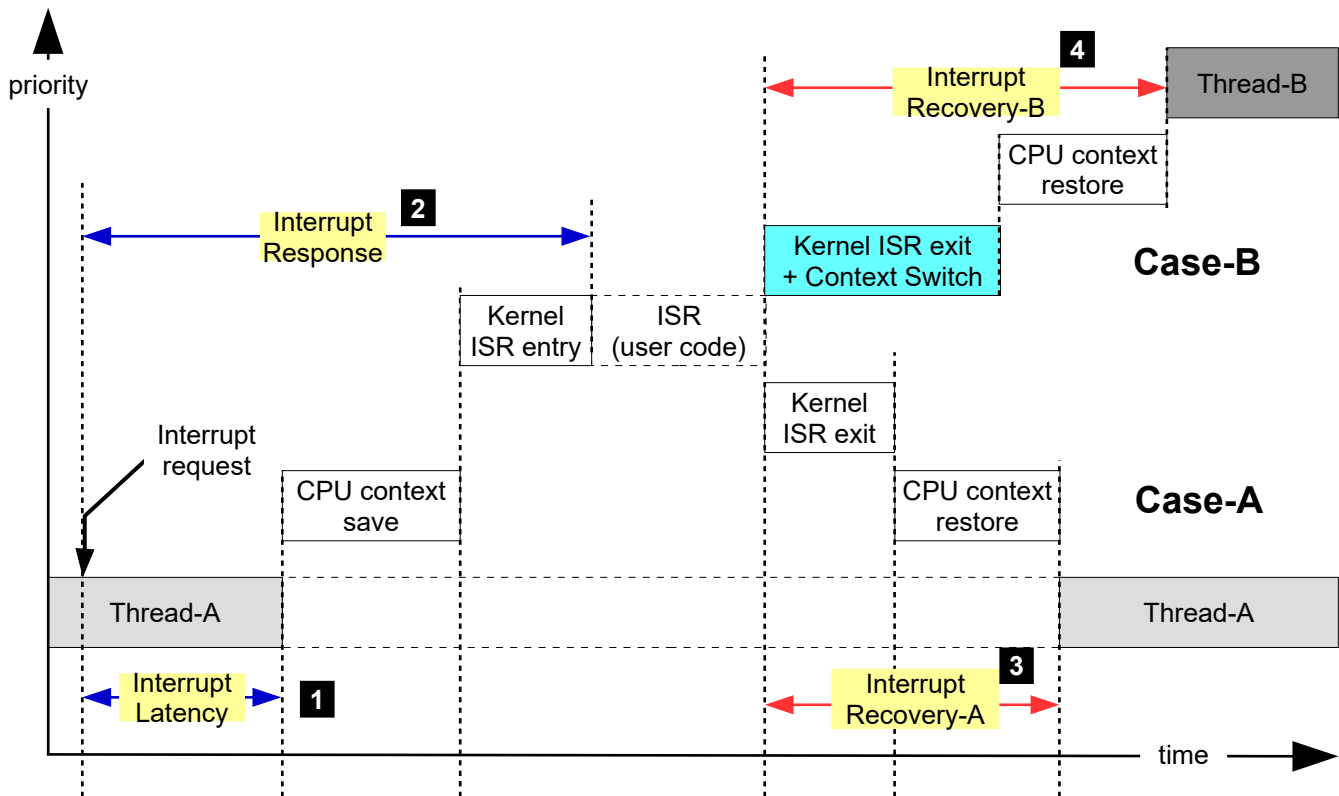 priority
4
Interrupt
Recovery-B
Thread-B
CPU context
restore
2
Interrupt
Response
Kernel ISR exit
+ Context Switch
Case-B
Kernel
ISR entry
ISR
(user code)
Kernel
ISR exit
Interrupt
request
CPU context
save
CPU context
restore
Case-A
Thread-A
Thread-A
Interrupt
Latency
1
3
Interrupt
Recovery-A
time